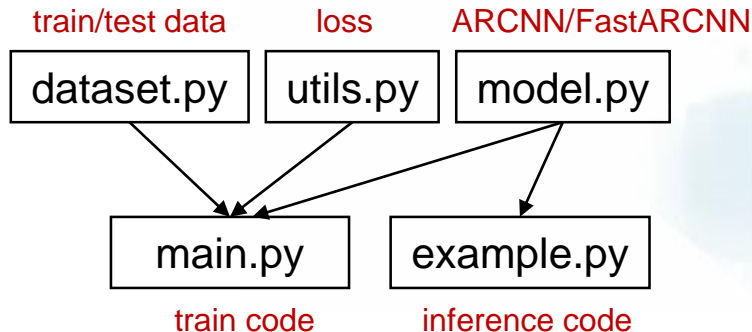 train/test data loss ARCNN/FastARCNN
dataset.py utils.py model.py
main.py example.py
train code inference code